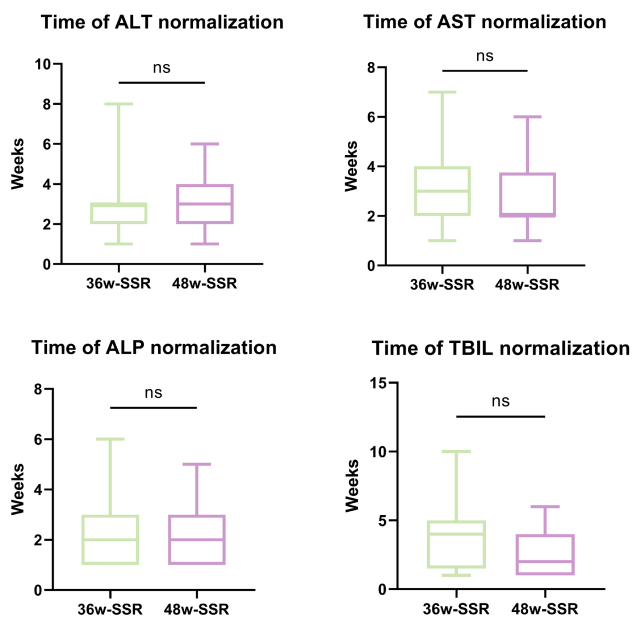 Time of ALT normalization
ns
Weeks
10
8
6
4
2
0
36w-SSR 48w-SSR
Time of AST normalization
ns
Weeks
8
6
4
2
0
36w-SSR 48w-SSR
Time of ALP normalization
ns
Weeks
8
6
4
2
0
36w-SSR 48w-SSR
Time of TBIL normalization
ns
Weeks
15
10
5
0
36w-SSR 48w-SSR